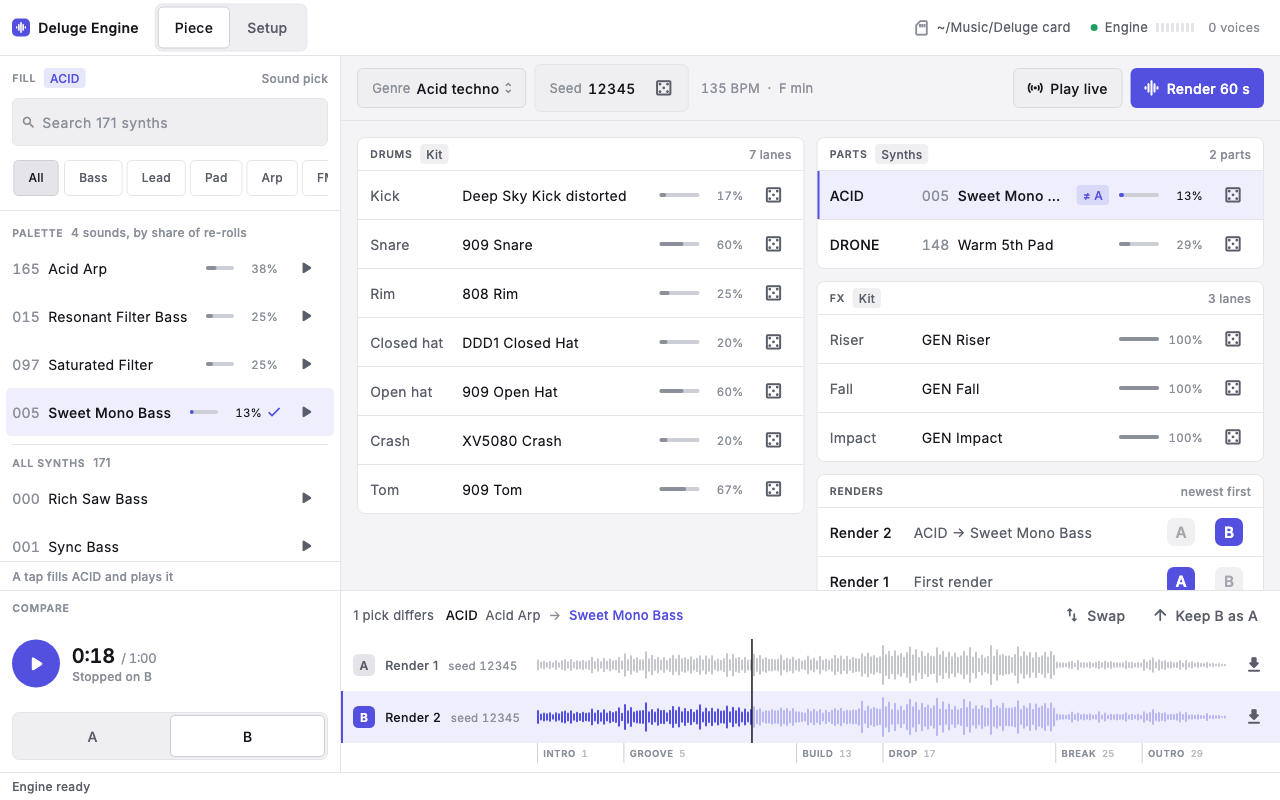 Deluge Engine Piece Setup ~/Music/Deluge card Engine 0 voices
FILL ACID Sound pick
Search 171 synths
All Bass Lead Pad Arp
PALETTE 4 sounds, by share of re-rolls
165 Acid Arp 38%
015 Resonant Filter Bass 25%
097 Saturated Filter 25%
005 Sweet Mono Bass 13%
ALL SYNTHS 171
000 Rich Saw Bass
001 Sync Bass
A tap fills ACID and plays it
Genre Acid techno Seed 12345 135 BPM · F min Play live Render 60 s
DRUMS Kit 7 lanes
Kick Deep Sky Kick distorted 17%
Snare 909 Snare 60%
Rim 808 Rim 25%
Closed hat DDD1 Closed Hat 20%
Open hat 909 Open Hat 60%
Crash XV5080 Crash 20%
Tom 909 Tom 67%
PARTS Synths 2 parts
ACID 005 Sweet Mono ... ≠ A 13%
DRONE 148 Warm 5th Pad 29%
FX Kit 3 lanes
Riser GEN Riser 100%
Fall GEN Fall 100%
Impact GEN Impact 100%
RENDERS newest first
Render 2 ACID → Sweet Mono Bass A B
Render 1 First render A B
COMPARE
0:18 / 1:00
Stopped on B
A B
1 pick differs ACID Acid Arp → Sweet Mono Bass Swap Keep B as A
A Render 1 seed 12345
B Render 2 seed 12345
INTRO 1 GROOVE 5 BUILD 13 DROP 17 BREAK 25 OUTRO 29
Engine ready